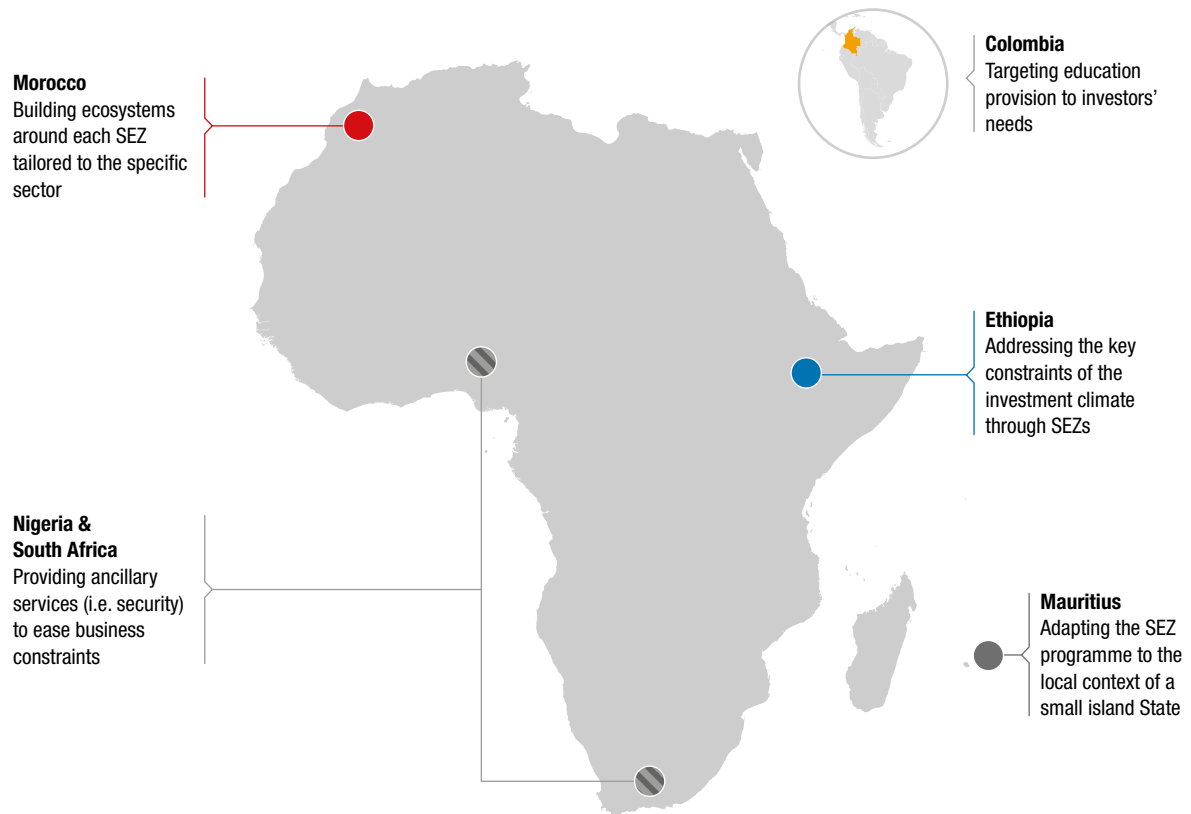 Morocco
Building ecosystems
around each SEZ
tailored to the specific
sector
Colombia
Targeting education
provision to investors’
needs
Ethiopia
Addressing the key
constraints of the
investment climate
through SEZs
Nigeria &
South Africa
Providing ancillary
services (i.e. security)
to ease business
constraints
Mauritius
Adapting the SEZ
programme to the
local context of a
small island State